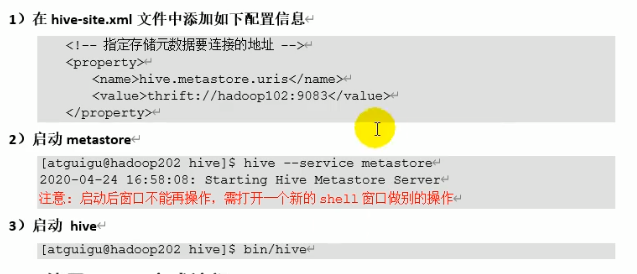 1）在 hive-site.xml 文件中添加如下配置信息
<!-- 指定存储元数据要连接的地址 -->
<property>
<name>hive.metastore.uris</name>
<value>thrift://hadoop102:9083</value>
</property>
2）启动 metastore
[atguigu@hadoop202 hive]$ hive --service metastore
2020-04-24 16:58:08: Starting Hive Metastore Server
注意: 启动后窗口不能再操作，需打开一个新的 shell 窗口做别的操作
3）启动 hive
[atguigu@hadoop202 hive]$ bin/hive